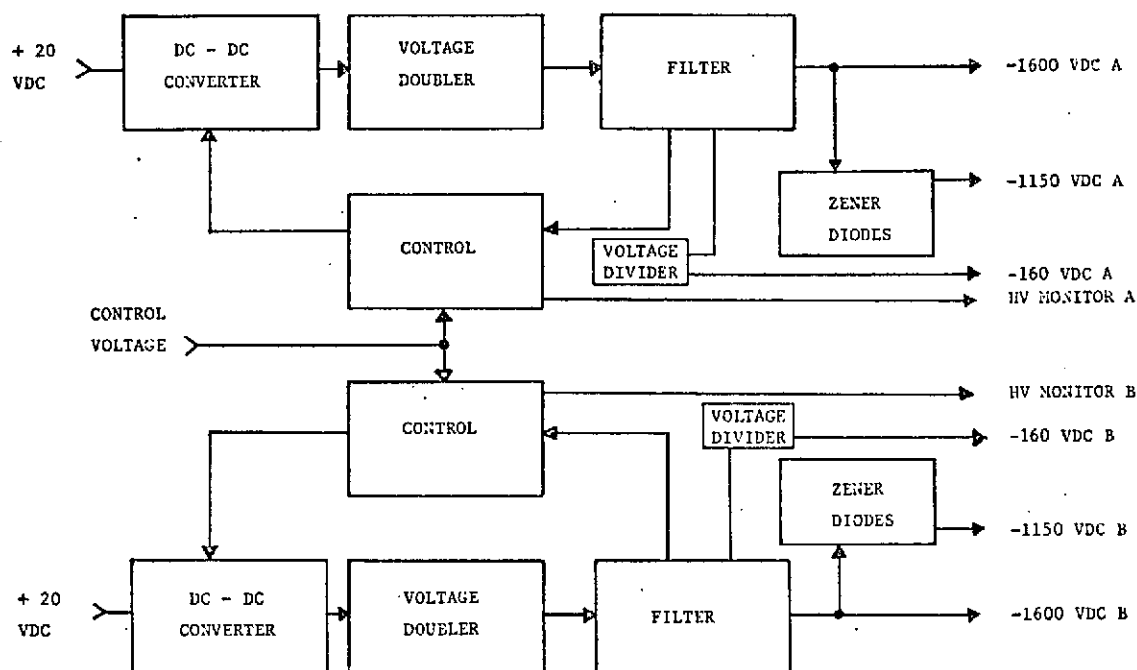 + 20
VDC
DC - DC
CONVERTER
VOLTAGE
DOUBLER
FILTER
-1600 VDC A
ZENER
DIODES
-1150 VDC A
CONTROL
VOLTAGE
DIVIDER
-160 VDC A
HV MONITOR A
CONTROL
VOLTAGE
CONTROL
HV MONITOR B
VOLTAGE
DIVIDER
-160 VDC B
ZENER
DIODES
-1150 VDC B
+ 20
VDC
DC - DC
CONVERTER
VOLTAGE
DOUBLER
FILTER
-1600 VDC B